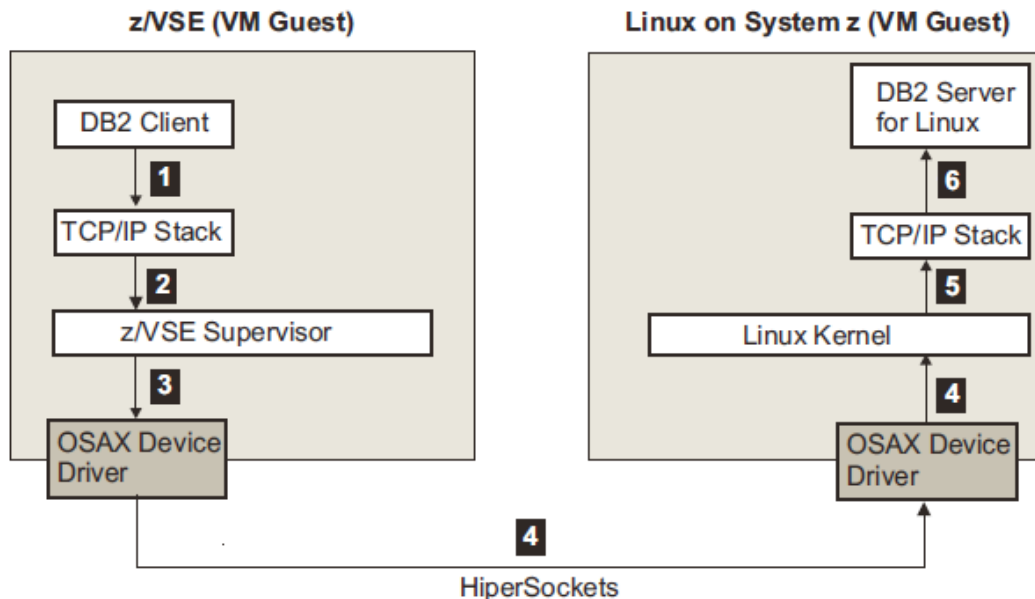 z/VSE (VM Guest)
DB2 Client
1
TCP/IP Stack
2
z/VSE Supervisor
3
OSAX Device
Driver
4
HiperSockets
Linux on System z (VM Guest)
DB2 Server
for Linux
6
TCP/IP Stack
5
Linux Kernel
4
OSAX Device
Driver